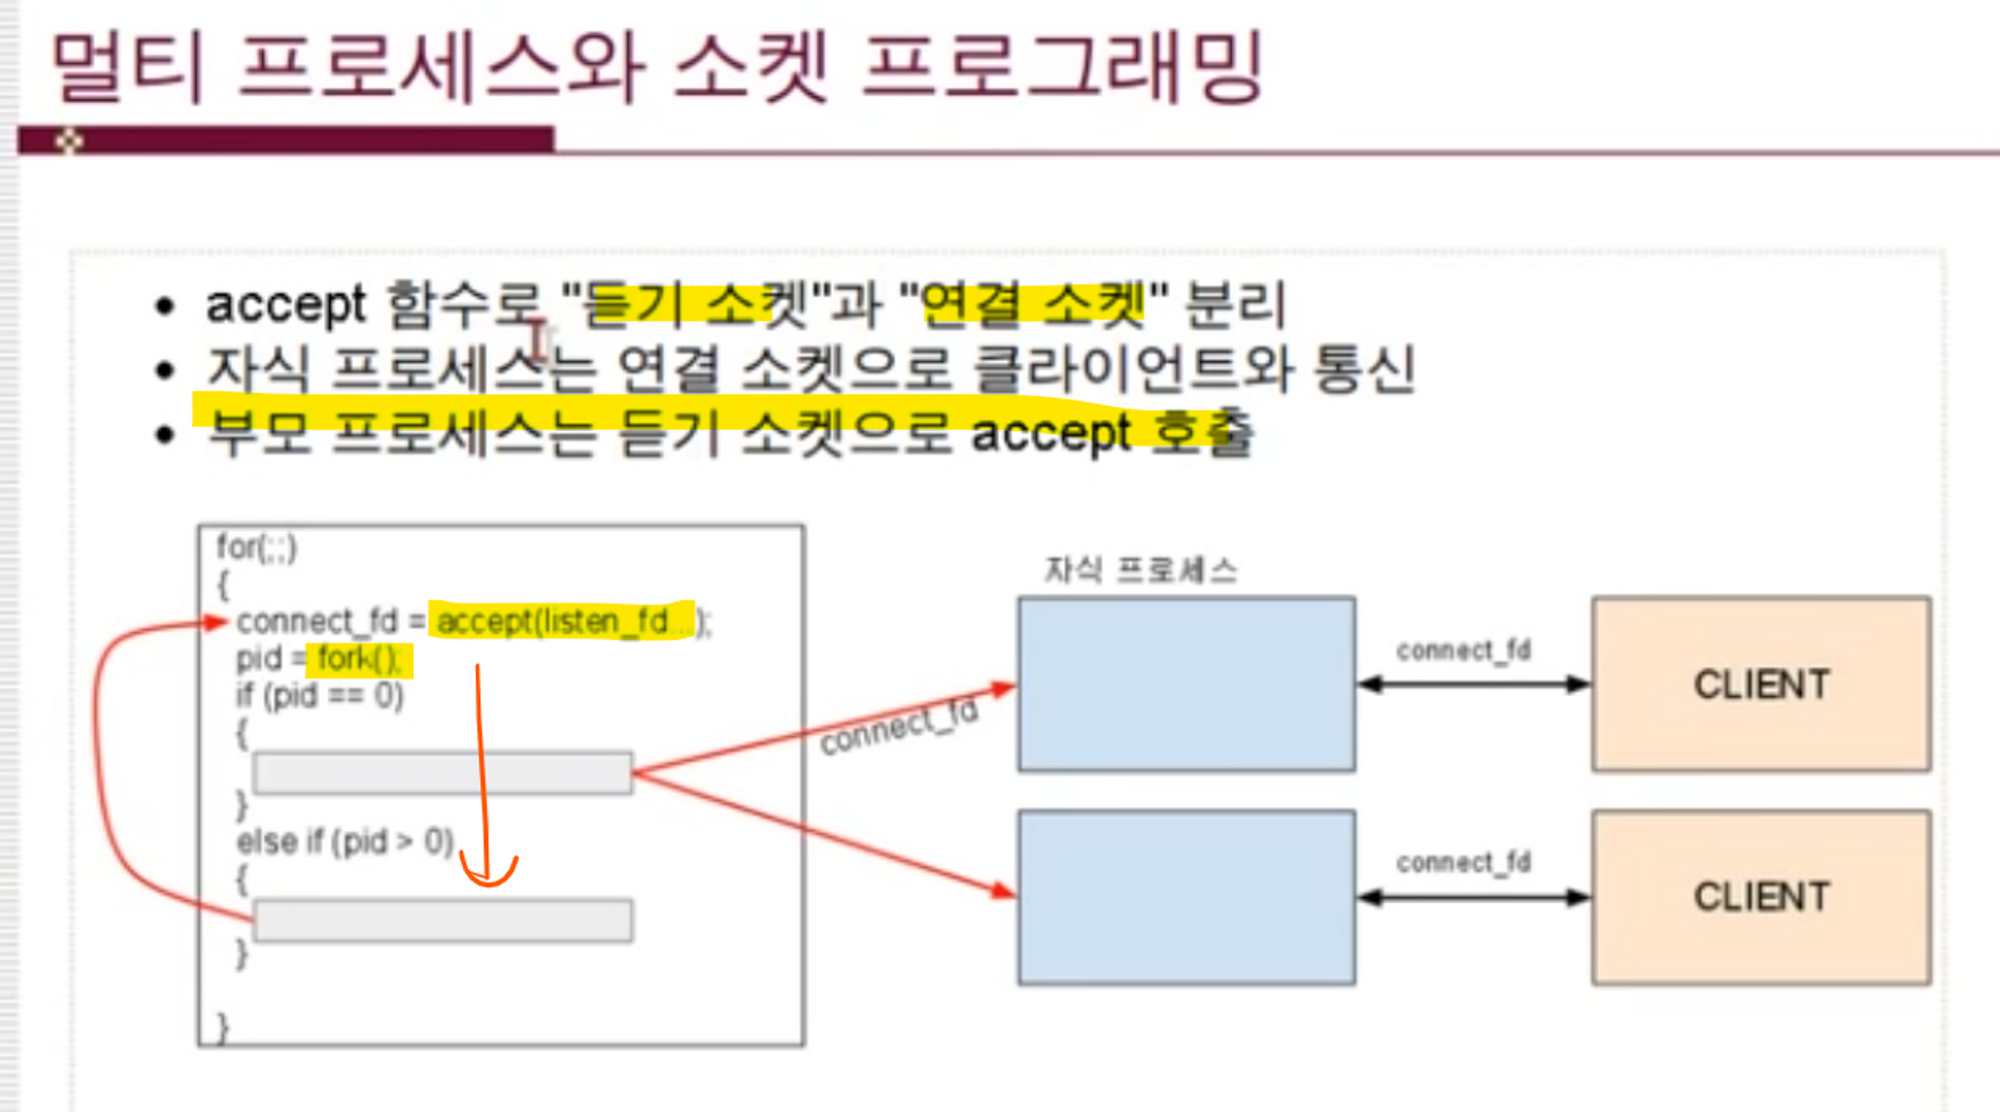 멀티 프로세스와 소켓 프로그래밍
• accept 함수로 "듣기 소켓"과 "연결 소켓" 분리
• 자식 프로세스는 연결 소켓으로 클라이언트와 통신
• 부모 프로세스는 듣기 소켓으로 accept 호출
for(;;)
{
connect_fd = accept(listen_fd...);
pid = fork();
if (pid == 0)
{
}
else if (pid > 0)
{
}
}
connect_fd
자식 프로세스
connect_fd
CLIENT
connect_fd
CLIENT